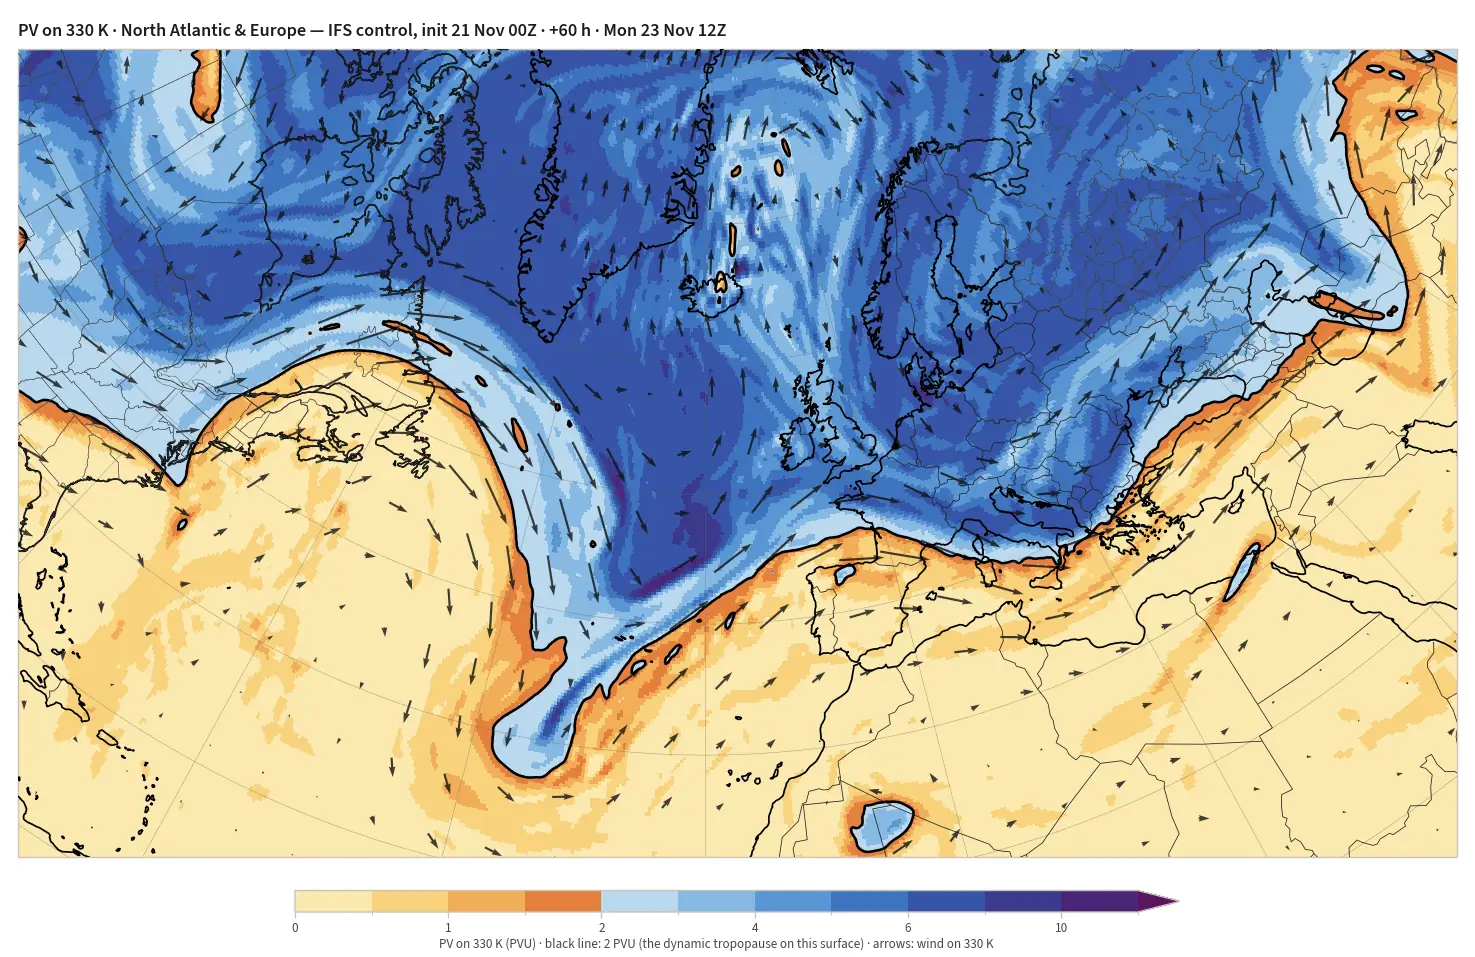 PV on 330 K · North Atlantic & Europe — IFS control, init 21 Nov 00Z · +60 h · Mon 23 Nov 12Z
0 1 2 4 6 10
PV on 330 K (PVU) · black line: 2 PVU (the dynamic tropopause on this surface) · arrows: wind on 330 K